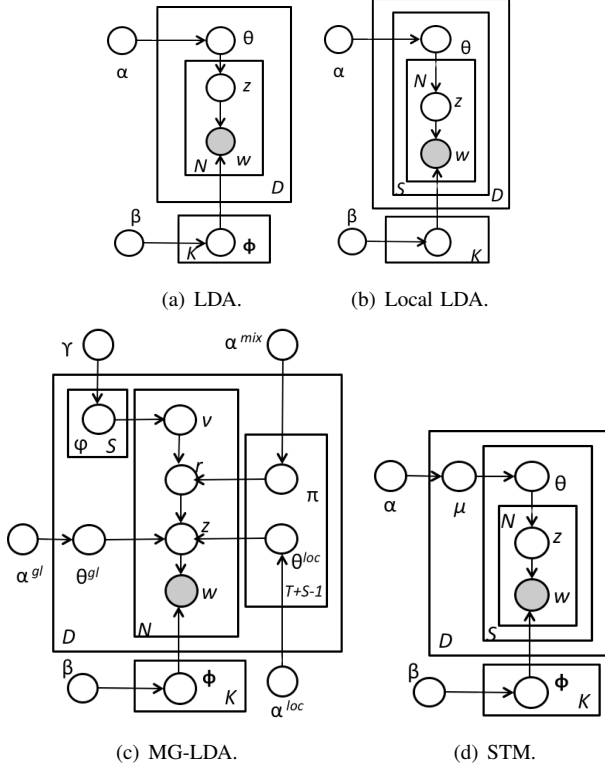 α
θ
z
w
N
D
β
K
ϕ
(a) LDA.
α
θ
N
z
w
S
D
β
K
(b) Local LDA.
ϒ
α mix
φ
S
ν
r
π
z
α gl
θ gl
θ loc
w
T+S-1
D
N
β
ϕ
K
α loc
(c) MG-LDA.
α
μ
θ
N
z
w
S
D
β
ϕ
K
(d) STM.